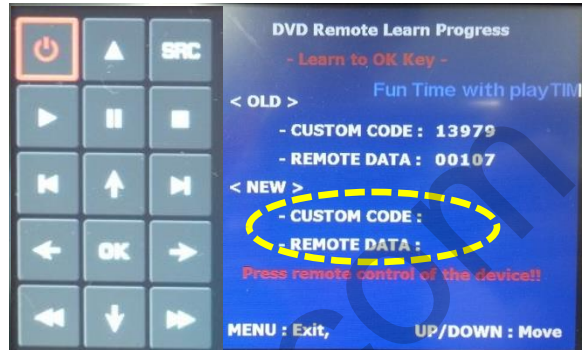 SRC
OK
DVD Remote Learn Progress
- Learn to OK Key -
Fun Time with playTIM
< OLD >
- CUSTOM CODE : 13979
- REMOTE DATA : 00107
< NEW >
- CUSTOM CODE :
- REMOTE DATA :
Press remote control of the device!!
MENU : Exit, UP/DOWN : Move
com